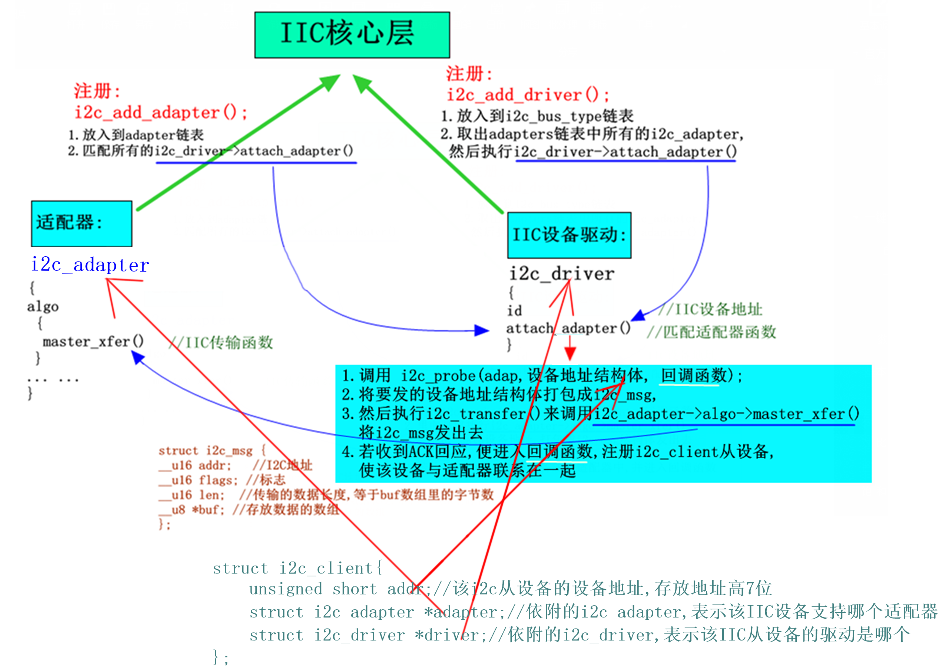 IIC核心层
注册:
i2c_add_adapter();
1.放入到adapter链表
2.匹配所有的i2c_driver->attach_adapter()
注册:
i2c_add_driver();
1.放入到i2c_bus_type链表
2.取出adapters链表中所有的i2c_adapter,
然后执行i2c_driver->attach_adapter()
适配器:
i2c_adapter
{
algo
{
master_xfer() //IIC传输函数
}
... ...
}
IIC设备驱动:
i2c_driver
{
id //IIC设备地址
attach_adapter() //匹配适配器函数
}
1.调用 i2c_probe(adap,设备地址结构体, 回调函数);
2.将要发的设备地址结构体打包成i2c_msg,
3.然后执行i2c_transfer()来调用i2c_adapter->algo->master_xfer()
将i2c_msg发出去
4.若收到ACK回应,便进入回调函数,注册i2c_client从设备,
使该设备与适配器联系在一起
struct i2c_msg {
__u16 addr; //I2C地址
__u16 flags; //标志
__u16 len; //传输的数据长度,等于buf数组里的字节数
__u8 *buf; //存放数据的数组
};
struct i2c_client{
unsigned short addr;//该i2c从设备的设备地址,存放地址高7位
struct i2c_adapter *adapter;//依附的i2c_adapter,表示该IIC设备支持哪个适配器
struct i2c_driver *driver;//依附的i2c_driver,表示该IIC从设备的驱动是哪个
};